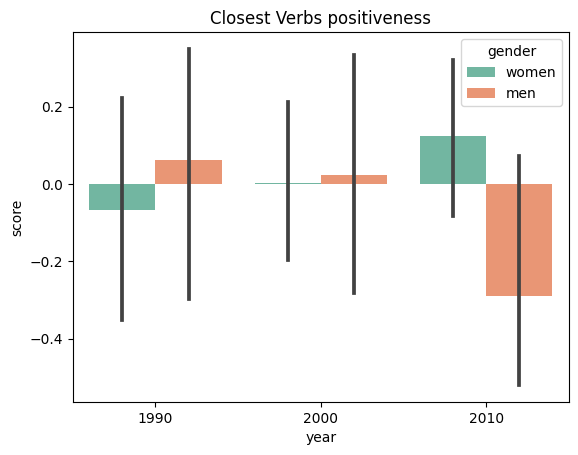 Closest Verbs positiveness
gender
women
men
0.2
0.0
−0.2
−0.4
score
1990
2000
2010
year